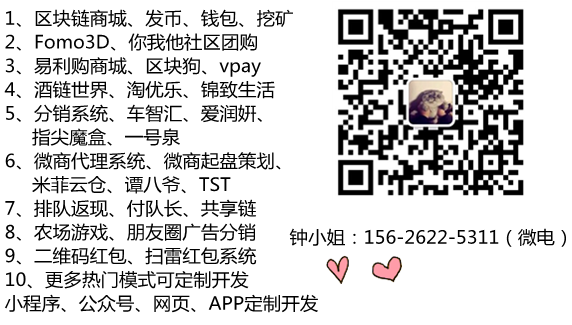 1、区块链商城、发币、钱包、挖矿
2、Fomo3D、你我他社区团购
3、易利购商城、区块狗、vpay
4、酒链世界、淘优乐、锦致生活
5、分销系统、车智汇、爱润妍、
指尖魔盒、一号泉
6、微商代理系统、微商起盘策划、
米菲云仓、谭八爷、TST
7、排队返现、付队长、共享链
8、农场游戏、朋友圈广告分销
9、二维码红包、扫雷红包系统
10、更多热门模式可定制开发
小程序、公众号、网页、APP定制开发
钟小姐：156-2622-5311（微电）